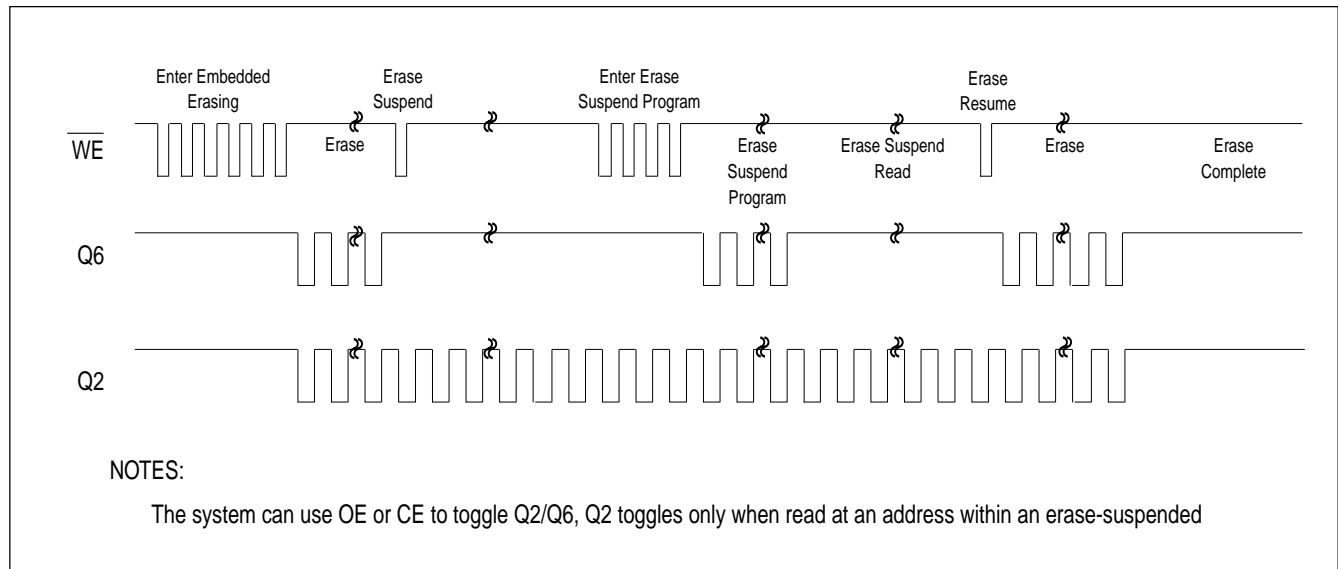 Enter Embedded
Erasing
Erase
Suspend
Enter Erase
Suspend Program
Erase
Resume
WE
Erase
Erase
Suspend
Program
Erase Suspend
Read
Erase
Erase
Complete
Q6
Q2
NOTES:
The system can use OE or CE to toggle Q2/Q6, Q2 toggles only when read at an address within an erase-suspended